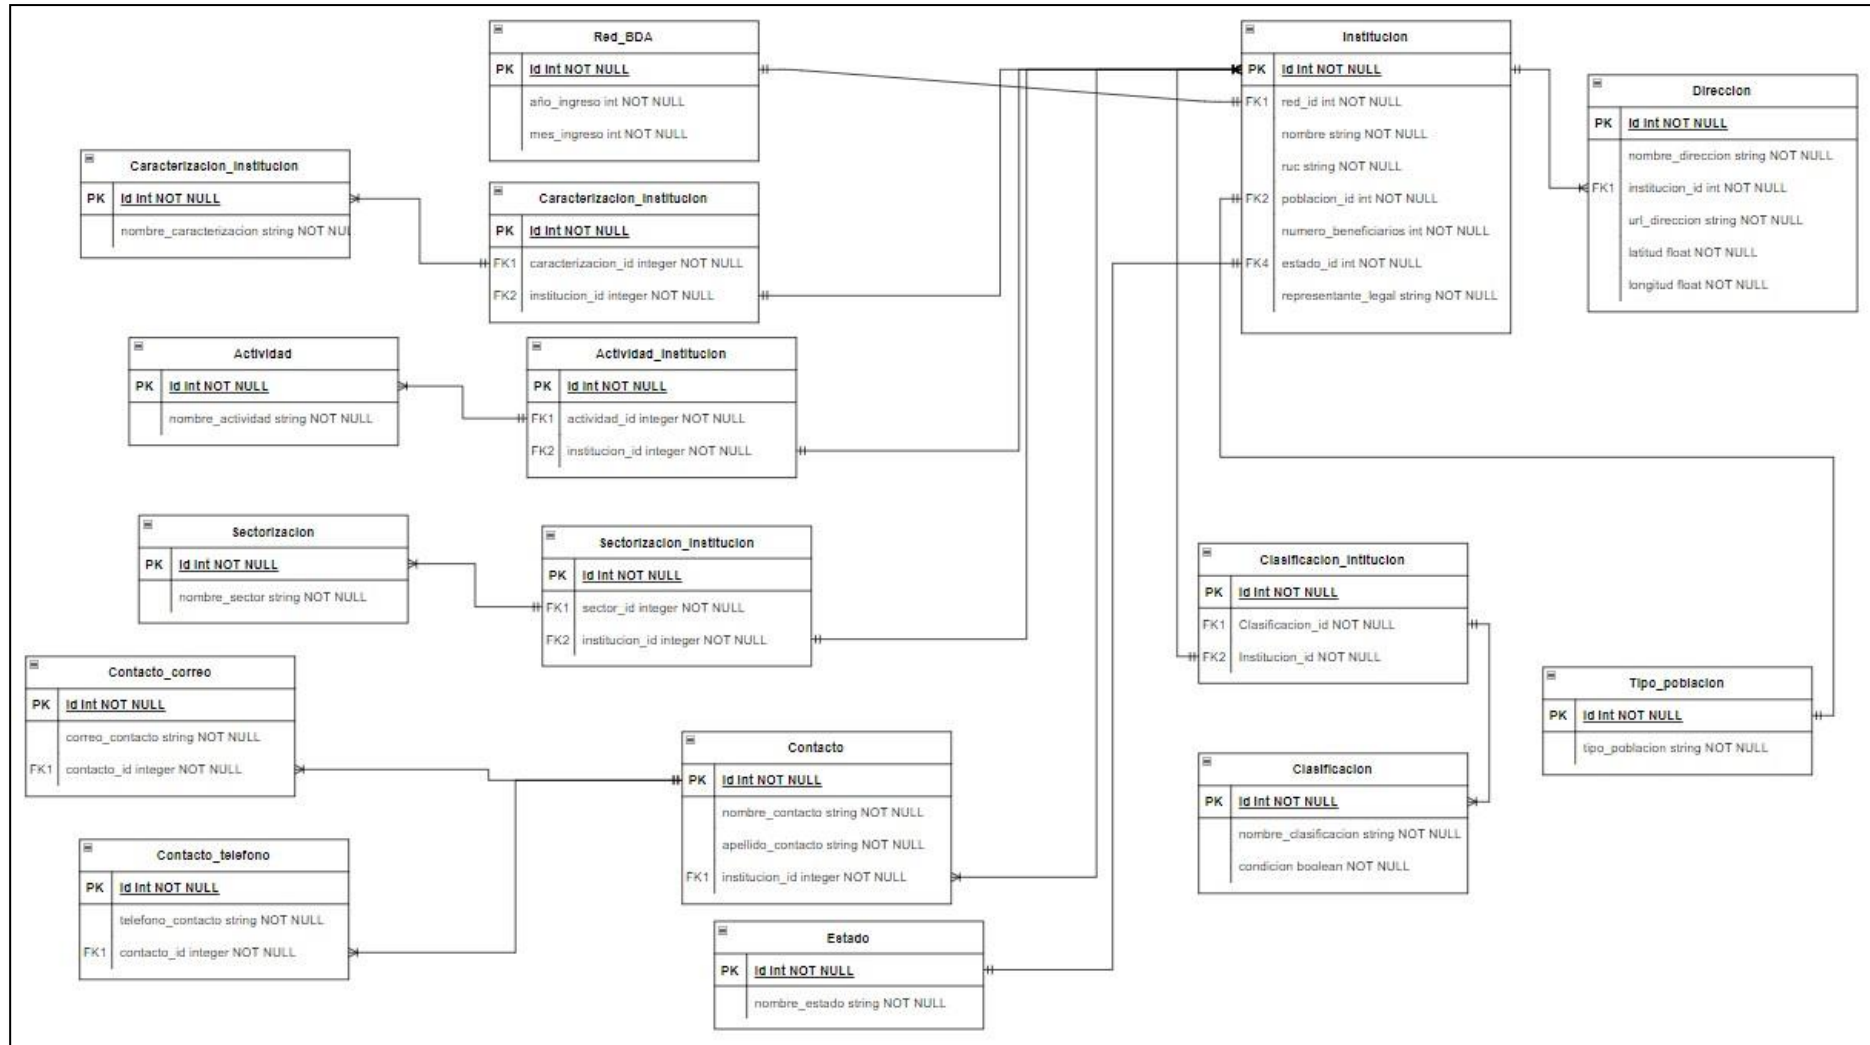 Red_BDA
PK Id Int NOT NULL
año_ingreso int NOT NULL
mes_ingreso int NOT NULL
Institucion
PK Id Int NOT NULL
FK1 red_id int NOT NULL
nombre string NOT NULL
ruc string NOT NULL
FK2 poblacion_id int NOT NULL
numero_beneficiarios int NOT NULL
FK4 estado_id int NOT NULL
representante_legal string NOT NULL
Direccion
PK Id Int NOT NULL
nombre_direccion string NOT NULL
FK1 institucion_id int NOT NULL
url_direccion string NOT NULL
latitud float NOT NULL
longitud float NOT NULL
Caracterizacion_Institucion
PK Id Int NOT NULL
nombre_caracterizacion string NOT NUL
Caracterizacion_Institucion
PK Id Int NOT NULL
FK1 caracterizacion_id integer NOT NULL
FK2 institucion_id integer NOT NULL
Actividad
PK Id Int NOT NULL
nombre_actividad string NOT NULL
Actividad_Institucion
PK Id Int NOT NULL
FK1 actividad_id integer NOT NULL
FK2 institucion_id integer NOT NULL
Sectorizacion
PK Id Int NOT NULL
nombre_sector string NOT NULL
Sectorizacion_Institucion
PK Id Int NOT NULL
FK1 sector_id integer NOT NULL
FK2 institucion_id integer NOT NULL
Clasificacion_Intitucion
PK Id Int NOT NULL
FK1 Clasificacion_id NOT NULL
FK2 Institucion_id NOT NULL
Contacto_correo
PK Id Int NOT NULL
correo_contacto string NOT NULL
FK1 contacto_id integer NOT NULL
Tipo_poblacion
PK Id Int NOT NULL
tipo_poblacion string NOT NULL
Contacto
PK Id Int NOT NULL
nombre_contacto string NOT NULL
apellido_contacto string NOT NULL
FK1 institucion_id integer NOT NULL
Clasificacion
PK Id Int NOT NULL
nombre_clasificacion string NOT NULL
condicion boolean NOT NULL
Contacto_telefono
PK Id Int NOT NULL
telefono_contacto string NOT NULL
FK1 contacto_id integer NOT NULL
Estado
PK Id Int NOT NULL
nombre_estado string NOT NULL